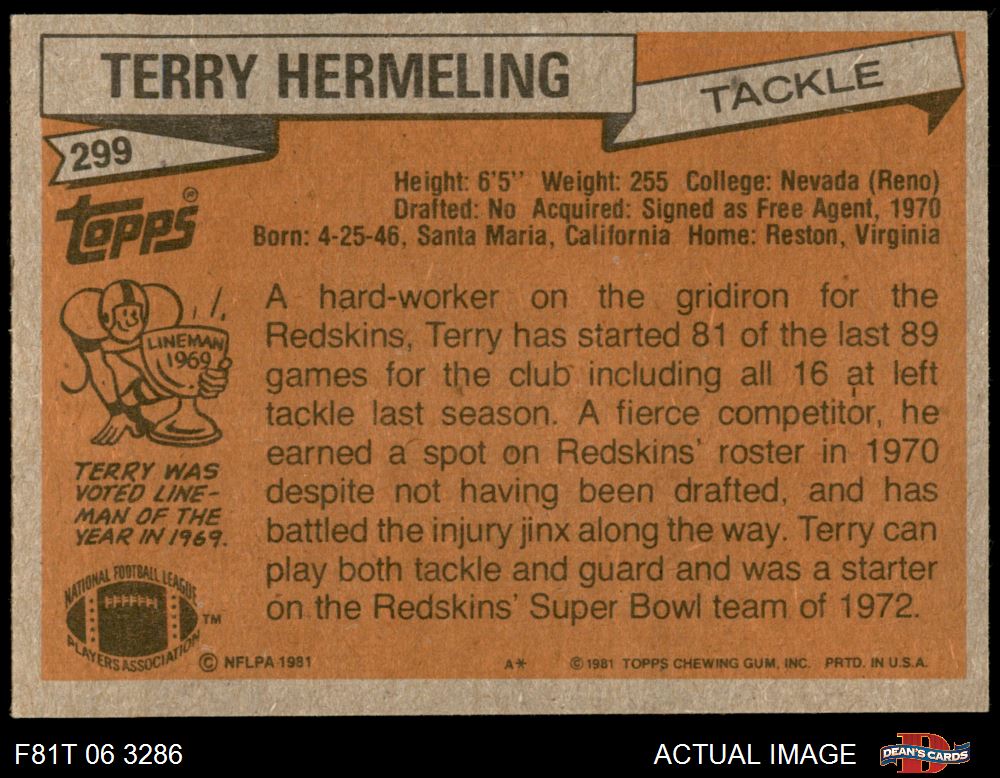 TERRY HERMELING
TACKLE
299
TOPPS®
Height: 6'5'' Weight: 255 College: Nevada (Reno)
Drafted: No Acquired: Signed as Free Agent, 1970
Born: 4-25-46, Santa Maria, California Home: Reston, Virginia
LINEMAN
1969
TERRY WAS
VOTED LINE-
MAN OF THE
YEAR IN 1969.
A hard-worker on the gridiron for the
Redskins, Terry has started 81 of the last 89
games for the club including all 16 at left
tackle last season. A fierce competitor, he
earned a spot on Redskins' roster in 1970
despite not having been drafted, and has
battled the injury jinx along the way. Terry can
play both tackle and guard and was a starter
on the Redskins' Super Bowl team of 1972.
NATIONAL FOOTBALL LEAGUE
PLAYERS ASSOCIATION
TM
© NFLPA 1981
A* © 1981 TOPPS CHEWING GUM, INC. PRTD. IN U.S.A.
F81T 06 3286
ACTUAL IMAGE
D
DEAN'S CARDS